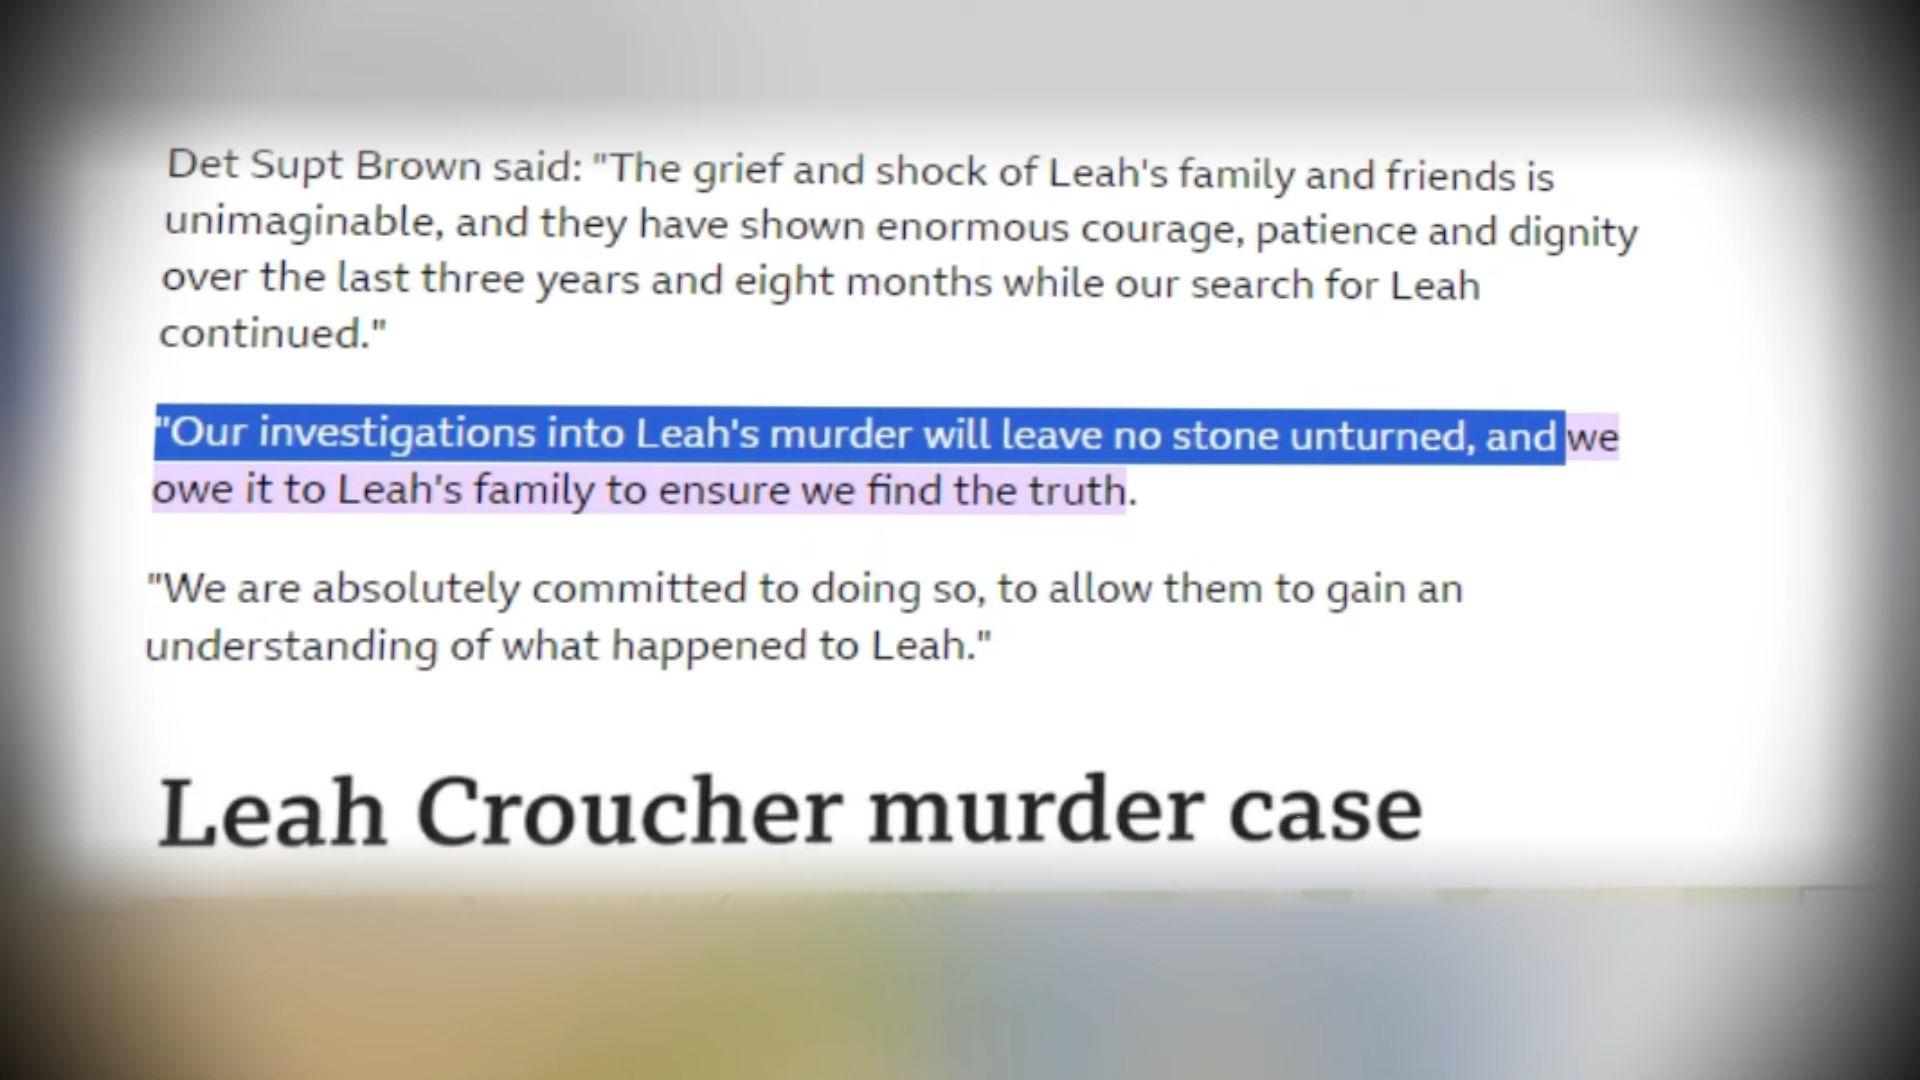 Det Supt Brown said: "The grief and shock of Leah's family and friends is
unimaginable, and they have shown enormous courage, patience and dignity
over the last three years and eight months while our search for Leah
continued."
"Our investigations into Leah's murder will leave no stone unturned, and we
owe it to Leah's family to ensure we find the truth.
"We are absolutely committed to doing so, to allow them to gain an
understanding of what happened to Leah."
Leah Croucher murder case